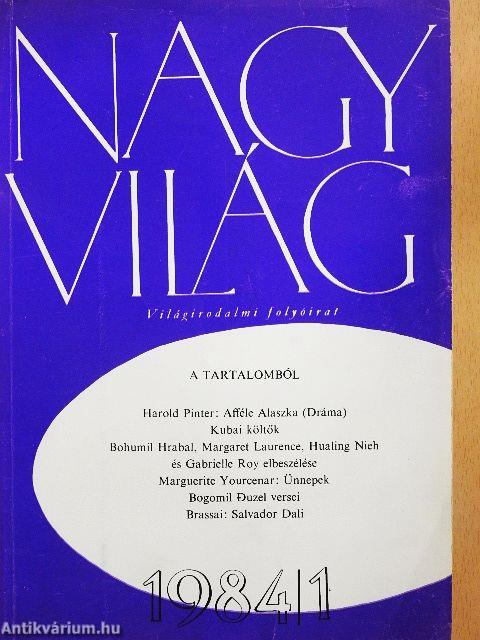 NAGY
VILÁG
Világirodalmi folyóirat
A TARTALOMBÓL
Harold Pinter: Afféle Alaszka (Dráma)
Kubai költők
Bohumil Hrabal, Margaret Laurence, Hualing Nieh
és Gabrielle Roy elbeszélése
Marguerite Yourcenar: Ünnepek
Bogomil Đuzel versei
Brassai: Salvador Dali
1984/1
Antikvárium.hu